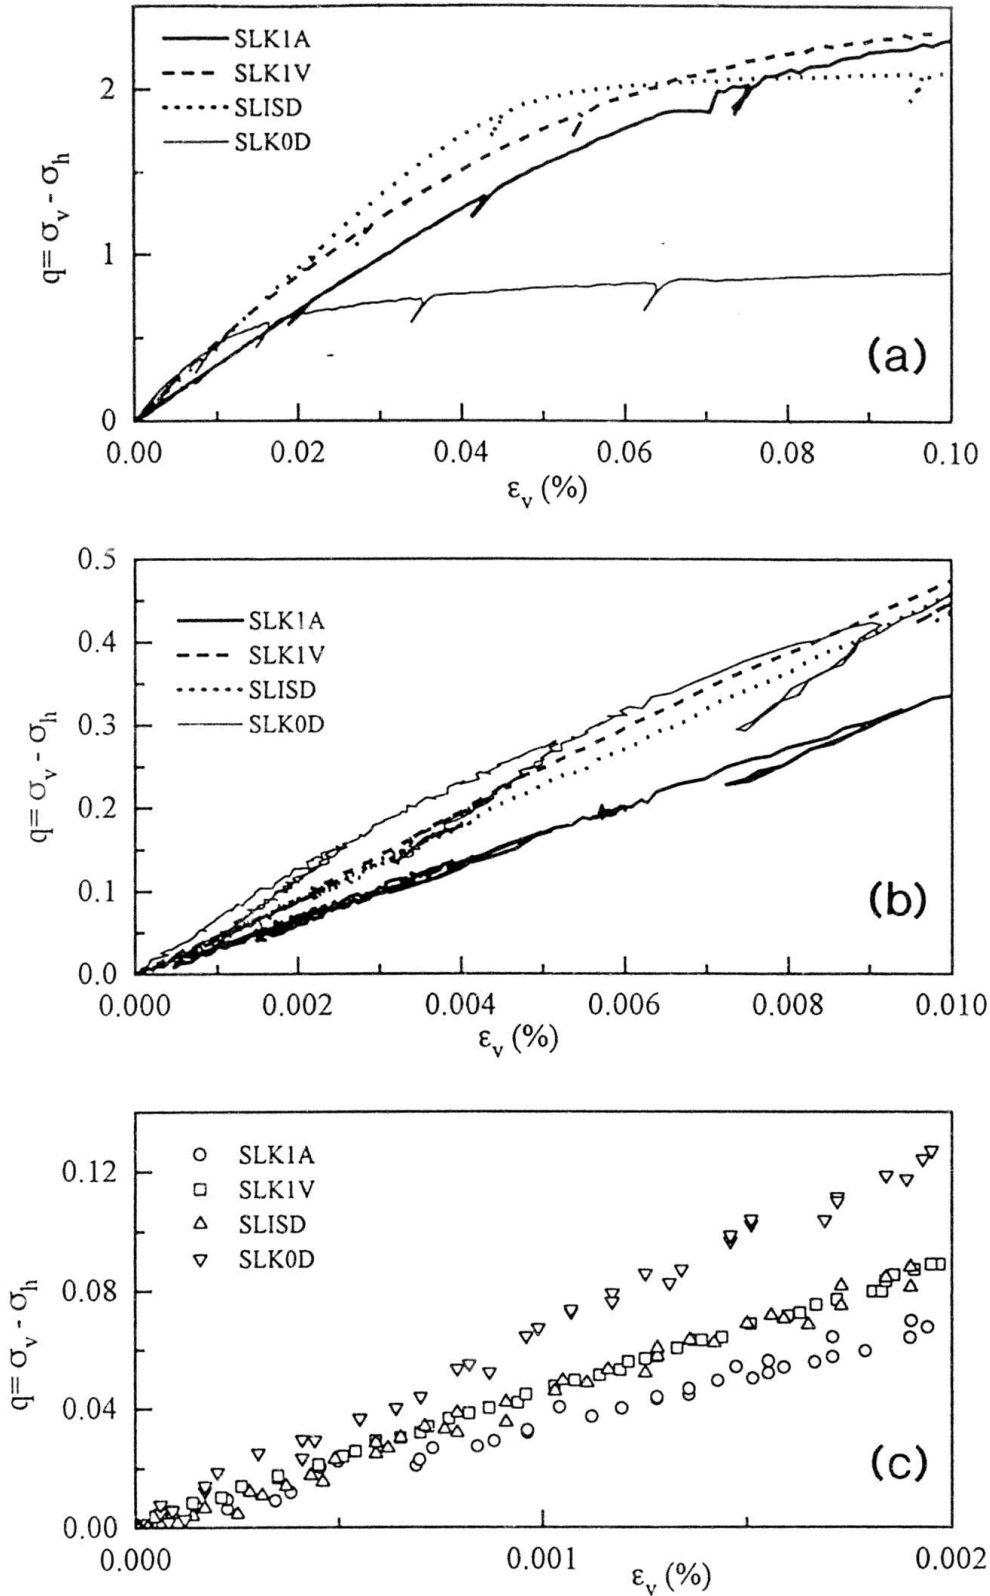 SLK1A
SLK1V
SLISD
SLK0D
2
1
0
q= σv - σh
(a)
0.00 0.02 0.04 0.06 0.08 0.10
εv (%)
0.5
0.4
0.3
0.2
0.1
0.0
q= σv - σh
SLK1A
SLK1V
SLISD
SLK0D
(b)
0.000 0.002 0.004 0.006 0.008 0.010
εv (%)
0.12
0.08
0.04
0.00
q= σv - σh
SLK1A
SLK1V
SLISD
SLK0D
(c)
0.000 0.001 0.002
εv (%)